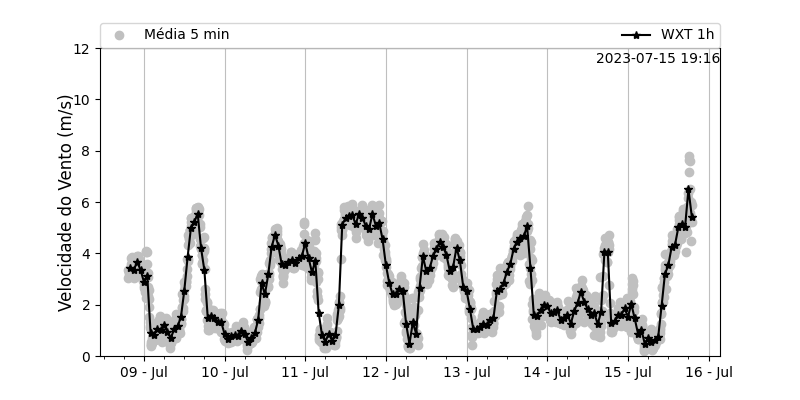 Média 5 min
WXT 1h
2023-07-15 19:16
Velocidade do Vento (m/s)
12
10
8
6
4
2
0
09 - Jul 10 - Jul 11 - Jul 12 - Jul 13 - Jul 14 - Jul 15 - Jul 16 - Jul